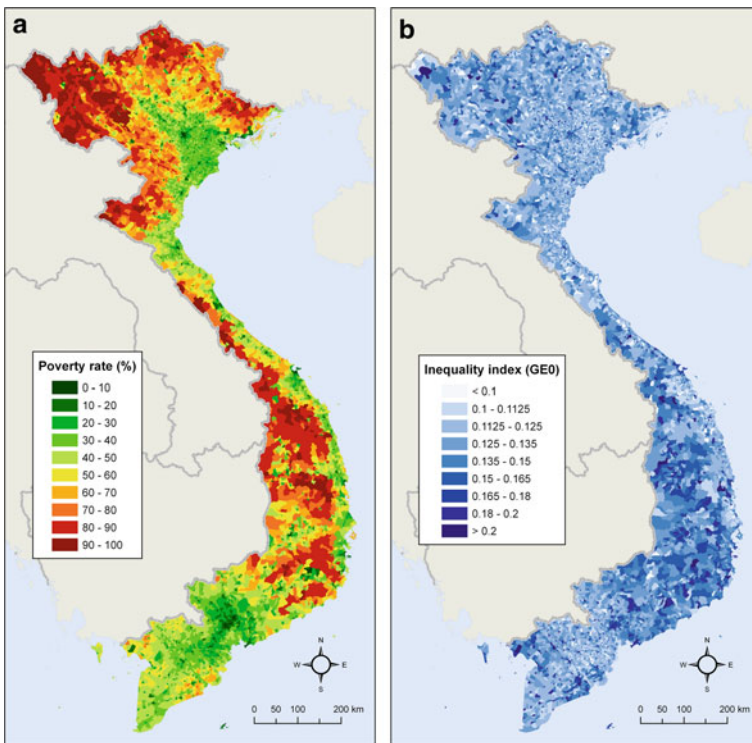 a
Poverty rate (%)
0 - 10
10 - 20
20 - 30
30 - 40
40 - 50
50 - 60
60 - 70
70 - 80
80 - 90
90 - 100
N
W E
S
0 50 100 200 km
b
Inequality index (GE0)
< 0.1
0.1 - 0.1125
0.1125 - 0.125
0.125 - 0.135
0.135 - 0.15
0.15 - 0.165
0.165 - 0.18
0.18 - 0.2
> 0.2
N
W E
S
0 50 100 200 km